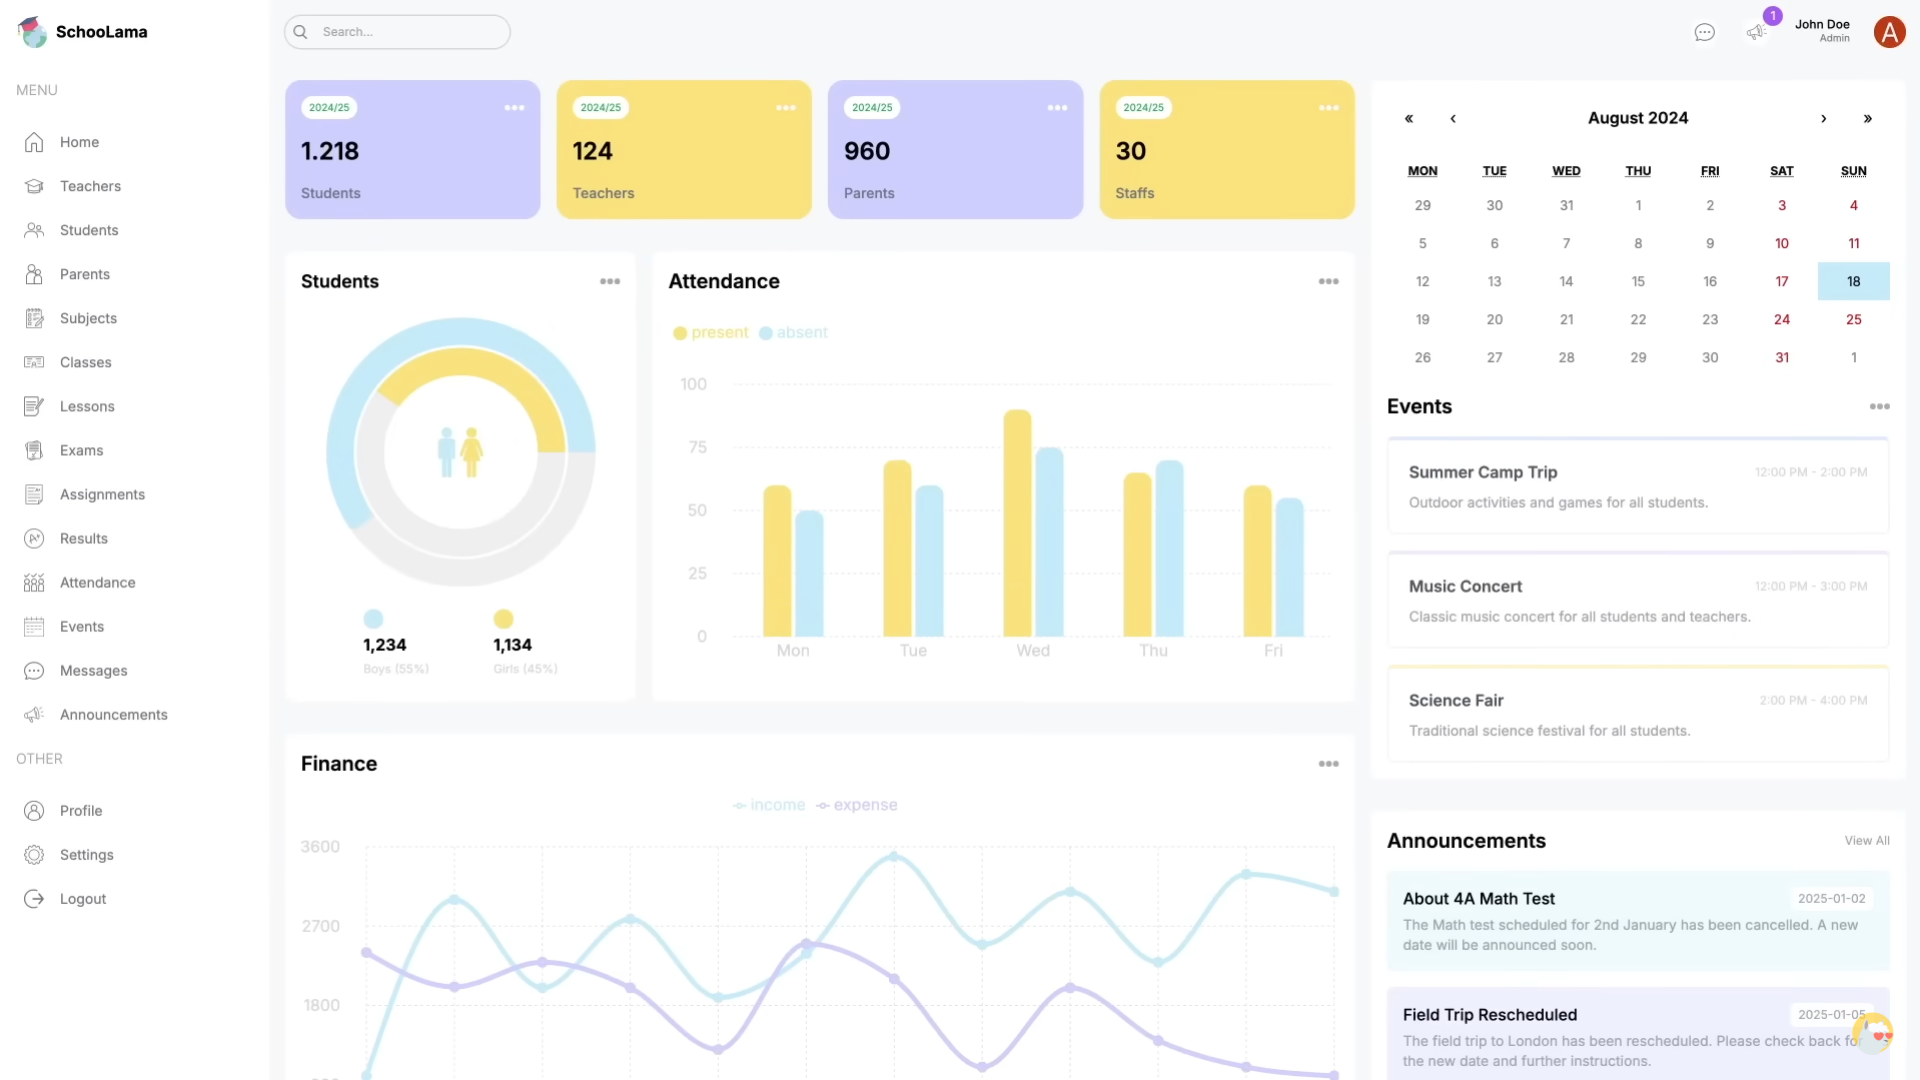 SchooLama
Search...
1
John Doe
Admin
A
MENU
Home
Teachers
Students
Parents
Subjects
Classes
Lessons
Exams
Assignments
Results
Attendance
Events
Messages
Announcements
OTHER
Profile
Settings
Logout
2024/25
1.218
Students
2024/25
124
Teachers
2024/25
960
Parents
2024/25
30
Staffs
Students
1,234
Boys (55%)
1,134
Girls (45%)
Attendance
present absent
100
75
50
25
0
Mon Tue Wed Thu Fri
Finance
income expense
3600
2700
1800
« ‹ August 2024 › »
MON TUE WED THU FRI SAT SUN
29 30 31 1 2 3 4
5 6 7 8 9 10 11
12 13 14 15 16 17 18
19 20 21 22 23 24 25
26 27 28 29 30 31 1
Events
Summer Camp Trip 12:00 PM - 2:00 PM
Outdoor activities and games for all students.
Music Concert 12:00 PM - 3:00 PM
Classic music concert for all students and teachers.
Science Fair 2:00 PM - 4:00 PM
Traditional science festival for all students.
Announcements View All
About 4A Math Test 2025-01-02
The Math test scheduled for 2nd January has been cancelled. A new
date will be announced soon.
Field Trip Rescheduled 2025-01-05
The field trip to London has been rescheduled. Please check back for
the new date and further instructions.